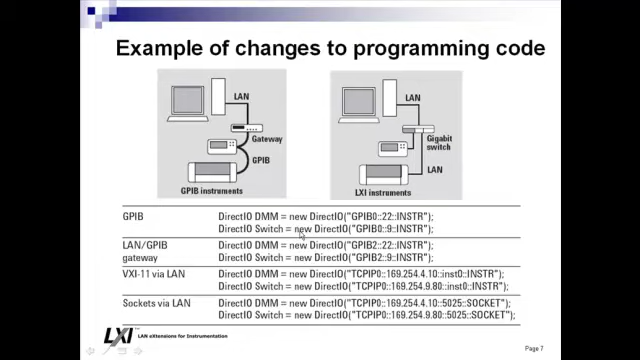 Example of changes to programming code
LAN
Gateway
GPIB
GPIB instruments
LAN
Gigabit
switch
LAN
LXI instruments
GPIB DirectIO DMM = new DirectIO("GPIB0::22::INSTR");
DirectIO Switch = new DirectIO("GPIB0::9::INSTR");
LAN/GPIB DirectIO DMM = new DirectIO("GPIB2::22::INSTR");
gateway DirectIO Switch = new DirectIO("GPIB2::9::INSTR");
VXI-11 via LAN DirectIO DMM = new DirectIO("TCPIP0::169.254.4.10::inst0::INSTR");
DirectIO Switch = new DirectIO("TCPIP0::169.254.9.80::inst0::INSTR");
Sockets via LAN DirectIO DMM = new DirectIO("TCPIP0::169.254.4.10::5025::SOCKET");
DirectIO Switch = new DirectIO("TCPIP0::169.254.9.80::5025::SOCKET");
LXI™ LAN eXtensions for Instrumentation
Page 7